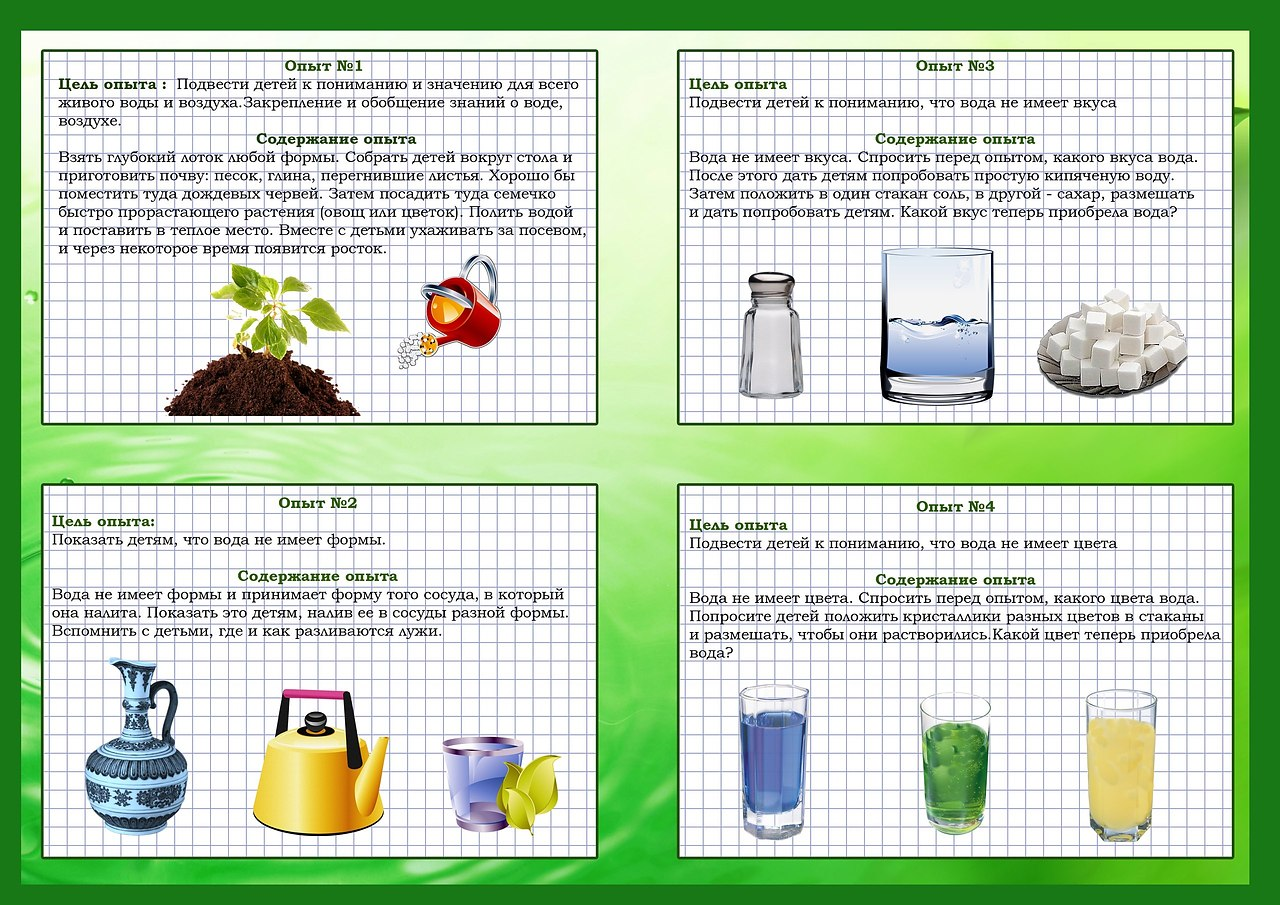 Опыт №1
Цель опыта : Подвести детей к пониманию и значению для всего
живого воды и воздуха.Закрепление и обобщение знаний о воде,
воздухе.
Содержание опыта
Взять глубокий лоток любой формы. Собрать детей вокруг стола и
приготовить почву: песок, глина, перегнившие листья. Хорошо бы
поместить туда дождевых червей. Затем посадить туда семечко
быстро прорастающего растения (овощ или цветок). Полить водой
и поставить в теплое место. Вместе с детьми ухаживать за посевом,
и через некоторое время появится росток.
Опыт №2
Цель опыта:
Показать детям, что вода не имеет формы.
Содержание опыта
Вода не имеет формы и принимает форму того сосуда, в который
она налита. Показать это детям, налив ее в сосуды разной формы.
Вспомнить с детьми, где и как разливаются лужи.
Опыт №3
Цель опыта
Подвести детей к пониманию, что вода не имеет вкуса
Содержание опыта
Вода не имеет вкуса. Спросить перед опытом, какого вкуса вода.
После этого дать детям попробовать простую кипяченую воду.
Затем положить в один стакан соль, в другой - сахар, размешать
и дать попробовать детям. Какой вкус теперь приобрела вода?
Опыт №4
Цель опыта
Подвести детей к пониманию, что вода не имеет цвета
Содержание опыта
Вода не имеет цвета. Спросить перед опытом, какого цвета вода.
Попросите детей положить кристаллики разных цветов в стаканы
и размешать, чтобы они растворились.Какой цвет теперь приобрела
вода?